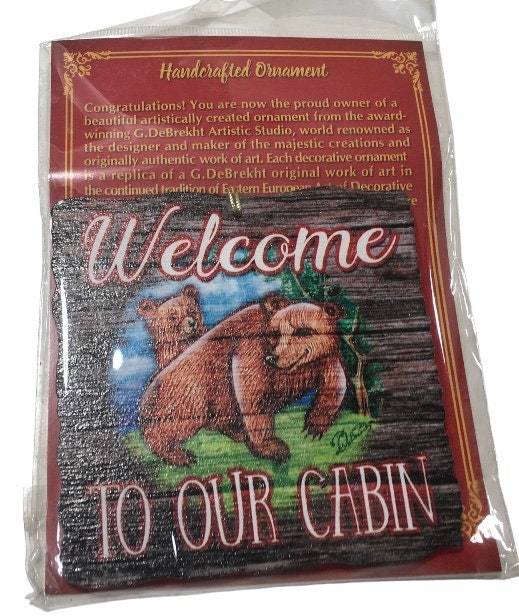 Handcrafted Ornament
Congratulations! You are now the proud owner of a
beautiful artistically created ornament from the award-
winning G.DeBrekht Artistic Studio, world renowned as
the designer and maker of the majestic creations and
originally authentic work of art. Each decorative ornament
is a replica of a G.DeBrekht original work of art in
the continued tradition of Eastern European Art of Decorative
Welcome
TO OUR CABIN